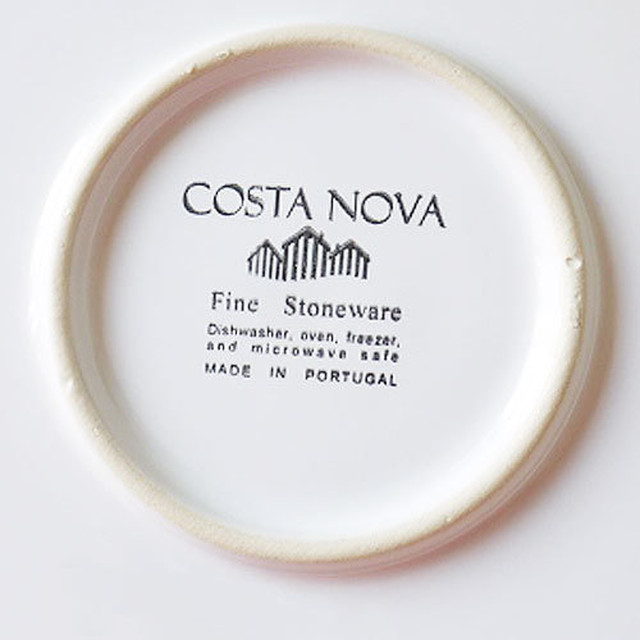 COSTA NOVA
Fine Stoneware
Dishwasher, oven, freezer,
and microwave safe
MADE IN PORTUGAL